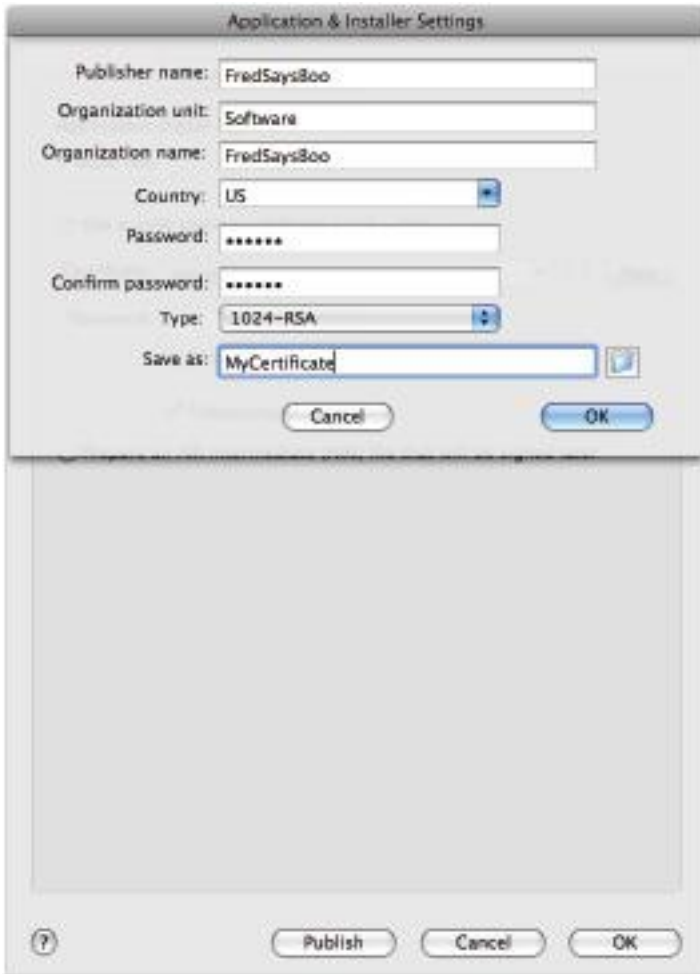 Application & Installer Settings
Publisher name: FredSaysBoo
Organization unit: Software
Organization name: FredSaysBoo
Country: US
Password: ••••••
Confirm password: ••••••
Type: 1024-RSA
Save as: MyCertificate
Cancel OK
? Publish Cancel OK